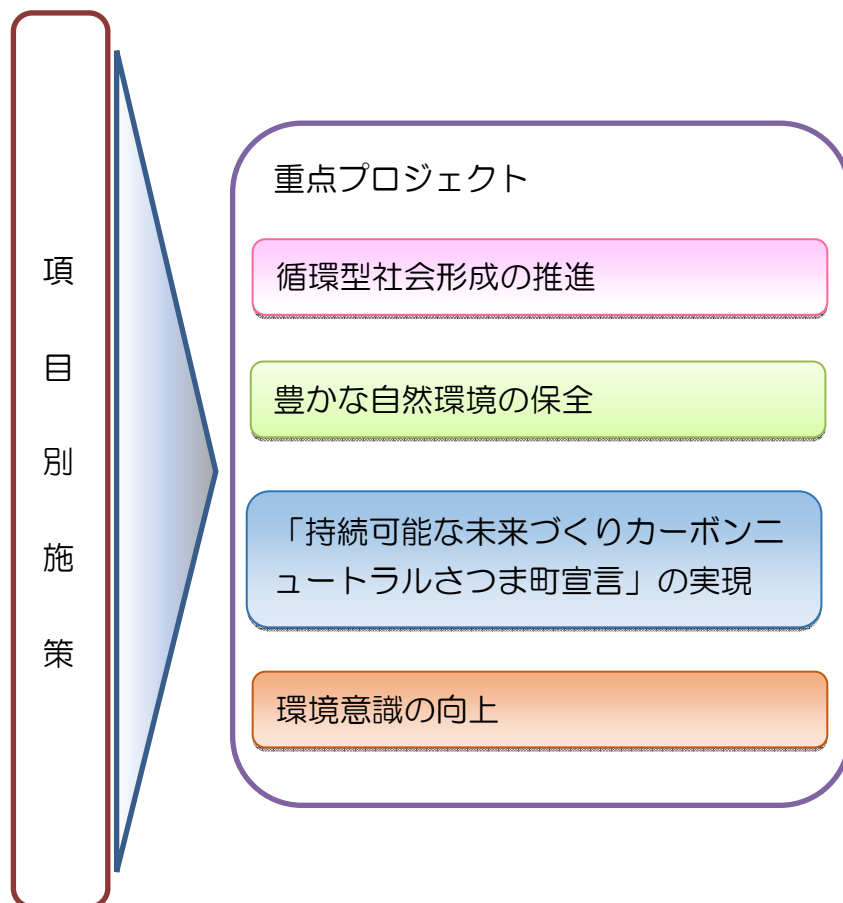 項目別施策
重点プロジェクト
循環型社会形成の推進
豊かな自然環境の保全
「持続可能な未来づくりカーボンニ
ュートラルさつま町宣言」の実現
環境意識の向上